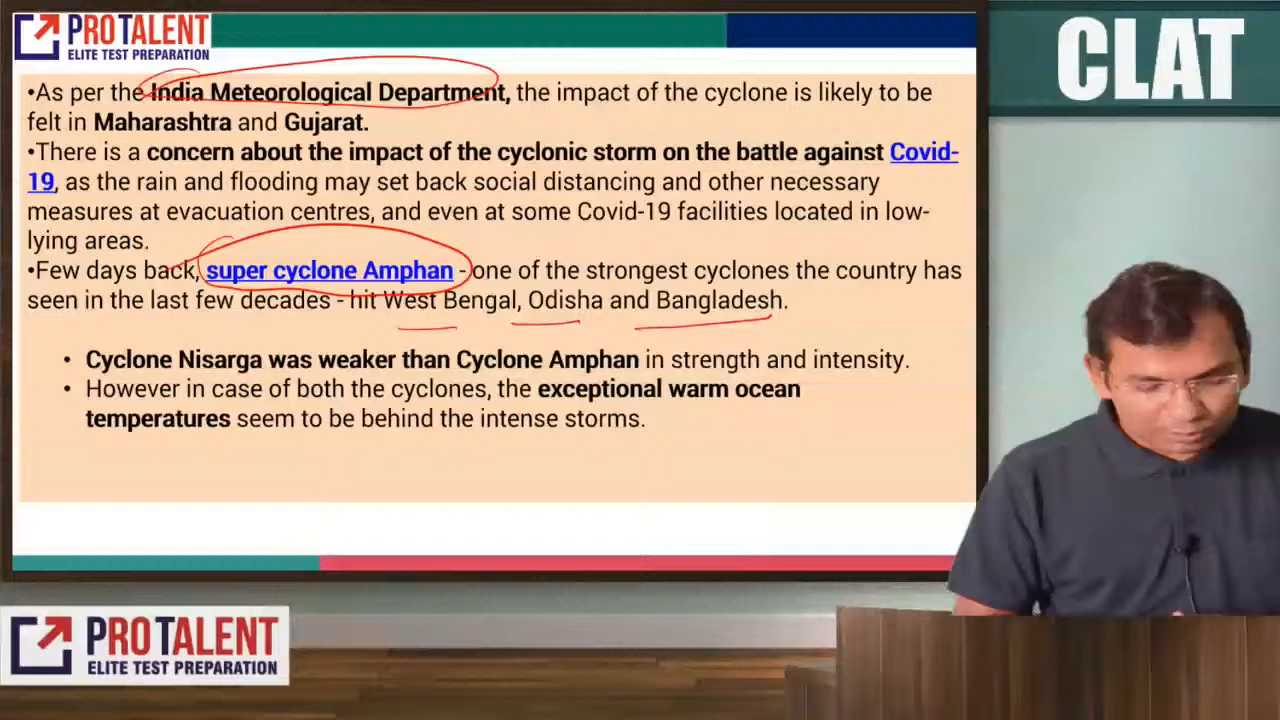 PROTALENT
ELITE TEST PREPARATION
CLAT
•As per the India Meteorological Department, the impact of the cyclone is likely to be
felt in Maharashtra and Gujarat.
•There is a concern about the impact of the cyclonic storm on the battle against Covid-
19, as the rain and flooding may set back social distancing and other necessary
measures at evacuation centres, and even at some Covid-19 facilities located in low-
lying areas.
•Few days back, super cyclone Amphan - one of the strongest cyclones the country has
seen in the last few decades - hit West Bengal, Odisha and Bangladesh.
• Cyclone Nisarga was weaker than Cyclone Amphan in strength and intensity.
• However in case of both the cyclones, the exceptional warm ocean
temperatures seem to be behind the intense storms.
PROTALENT
ELITE TEST PREPARATION